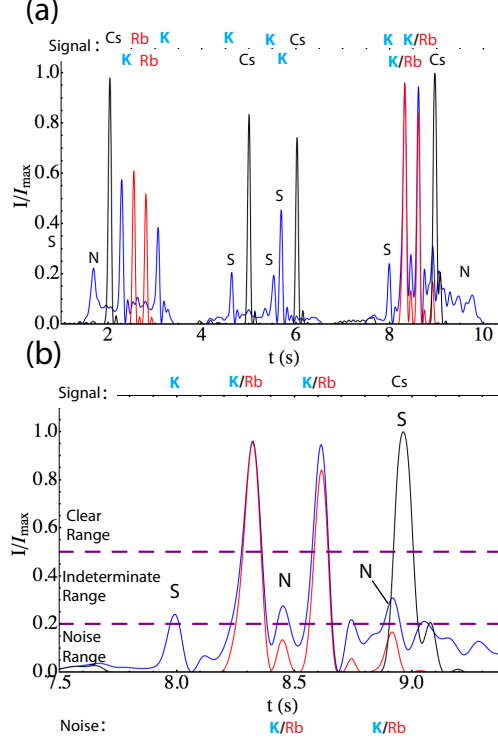 (a)
Cs Rb K K K K K/Rb
Signal:
K Rb Cs K Cs K/Rb Cs
1.0
0.8
0.6
0.4
0.2
0.0
I/Imax
S
N
S
S
S
S
N
2 4 6 8 10
t (s)
(b)
K K/Rb K/Rb Cs
Signal:
S
1.0
0.8
0.6
0.4
0.2
0.0
I/Imax
Clear
Range
Indeterminate
Range
Noise
Range
S
N
N
7.5 8.0 8.5 9.0
t (s)
Noise: K/Rb K/Rb